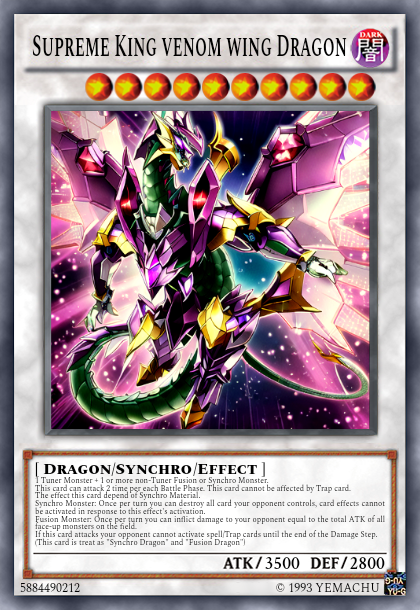 SUPREME KING VENOM WING DRAGON
DARK
闇
[ DRAGON/SYNCHRO/EFFECT ]
1 Tuner Monster + 1 or more non-Tuner Fusion or Synchro Monster.
This card can attack 2 time per each Battle Phase. This card cannot be affected by Trap card.
The effect this card depend of Synchro Material.
Synchro Monster: Once per turn you can destroy all card your opponent controls, card effects cannot
be activated in response to this effect's activation.
Fusion Monster: Once per turn you can inflict damage to your opponent equal to the total ATK of all
face-up monsters on the field.
If this card attacks your opponent cannot activate spell/Trap cards until the end of the Damage Step.
(This card is treat as "Synchro Dragon" and "Fusion Dragon")
ATK/3500 DEF/2800
5884490212
© 1993 YEMACHU